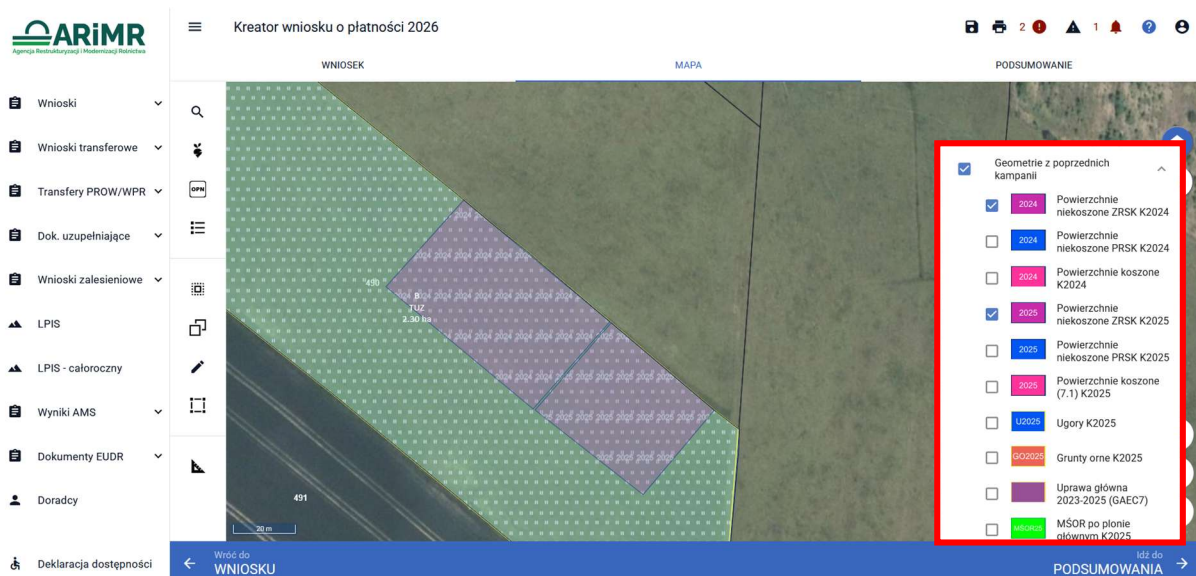 ARiMR
Agencja Restrukturyzacji i Modernizacji Rolnictwa
Kreator wniosku o płatności 2026
2
1
WNIOSEK
MAPA
PODSUMOWANIE
Wnioski
Wnioski transferowe
Transfery PROW/WPR
Dok. uzupełniające
Wnioski zalesieniowe
LPIS
LPIS - całoroczny
Wyniki AMS
Dokumenty EUDR
Doradcy
Deklaracja dostępności
OPN
490
B
TUZ
2.30 ha
491
20 m
Geometrie z poprzednich
kampanii
2024
Powierzchnie
niekoszone ZRSK K2024
2024
Powierzchnie
niekoszone PRSK K2024
2024
Powierzchnie koszone
K2024
2025
Powierzchnie
niekoszone ZRSK K2025
2025
Powierzchnie
niekoszone PRSK K2025
2025
Powierzchnie koszone
(7.1) K2025
U2025
Ugory K2025
GO2025
Grunty orne K2025
Uprawa główna
2023-2025 (GAEC7)
MŚOR25
MŚOR po plonie
głównym K2025
Wróć do
WNIOSKU
Idź do
PODSUMOWANIA